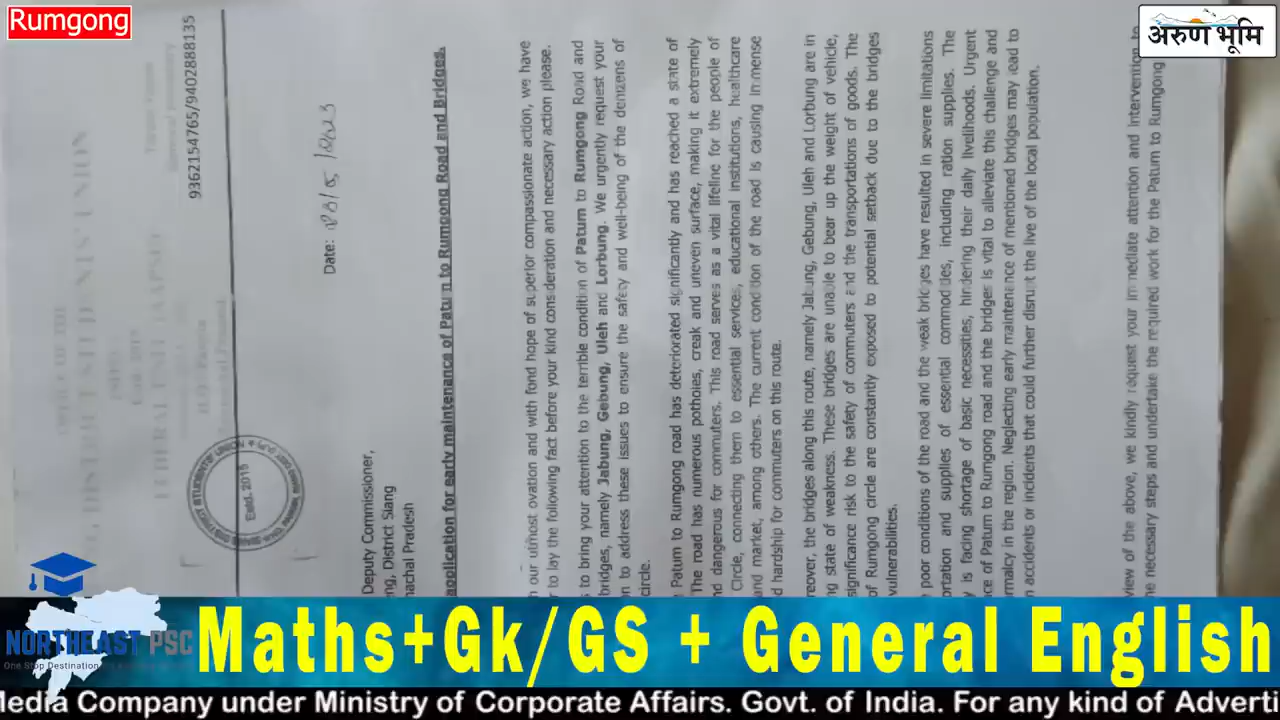 Rumgong
अरुण भूमि
9362154765/9402888135
Date:
Estd. 2015
Deputy Commissioner,
ng, District Siang
nachal Pradesh
application for early maintenance of Patum to Rumgong Road and Bridges.
h our utmost ovation and with fond hope of superior compassionate action, we have
r to lay the following fact before your kind consideration and necessary action please.
s to bring your attention to the terrible condition of Patum to Rumgong Road and
bridges, namely Jabung, Gebung, Uleh and Lorbung. We urgently request your
n to address these issues to ensure the safety and well-being of the denizens of
circle.
Patum to Rumgong road has deteriorated significantly and has reached a state of
The road has numerous potholes, creak and uneven surface, making it extremely
nd dangerous for commuters. This road serves as a vital lifeline for the people of
Circle, connecting them to essential services, educational institutions, healthcare
and market, among others. The current condition of the road is causing immense
d hardship for commuters on this route.
reover, the bridges along this route, namely Jabung, Gebung, Uleh and Lorbung are in
ng state of weakness. These bridges are unable to bear up the weight of vehicle,
significance risk to the safety of commuters and the transportations of goods. The
of Rumgong circle are constantly exposed to potential setback due to the bridges
vulnerabilities.
poor conditions of the road and the weak bridges have resulted in severe limitations
ortation and supplies of essential commodities, including ration supplies. The
y is facing shortage of basic necessities, hindering their daily livelihoods. Urgent
ce of Patum to Rumgong road and the bridges is vital to alleviate this challenge and
rmalcy in the region. Neglecting early maintenance of mentioned bridges may lead to
n accidents or incidents that could further disrupt the live of the local population.
view of the above, we kindly request your immediate attention and intervention to
he necessary steps and undertake the required work for the Patum to Rumgong
NORTHEAST PSC
One Stop Destination
Maths+Gk/GS + General English
Media Company under Ministry of Corporate Affairs. Govt. of India. For any kind of Adverti